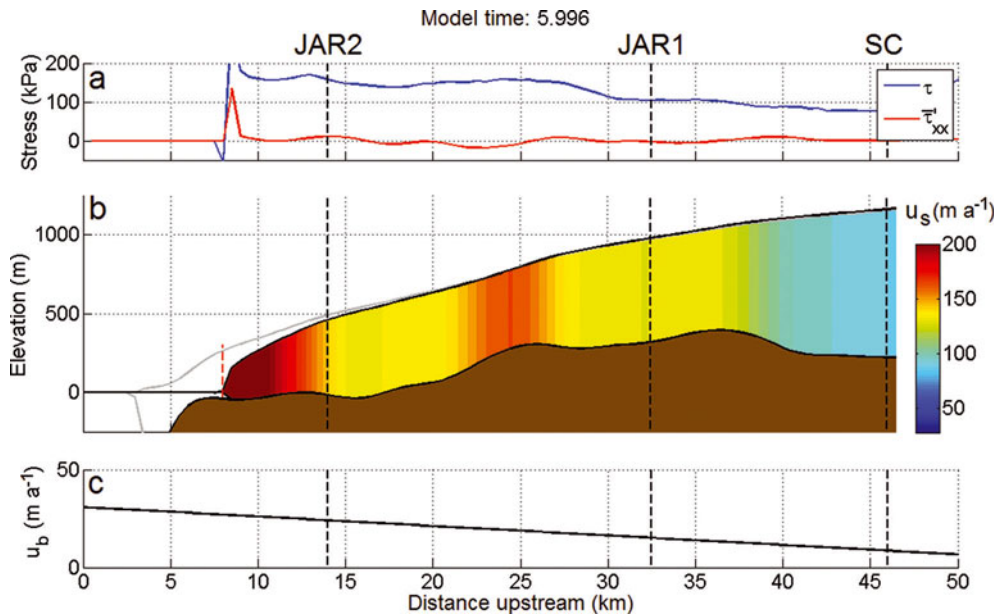 Model time: 5.996
JAR2 JAR1 SC
a
200
100
0
Stress (kPa)
τ
τ̅'xx
b
1000
500
0
Elevation (m)
us (m a-1)
200
150
100
50
c
50
0
ub (m a-1)
0 5 10 15 20 25 30 35 40 45 50
Distance upstream (km)